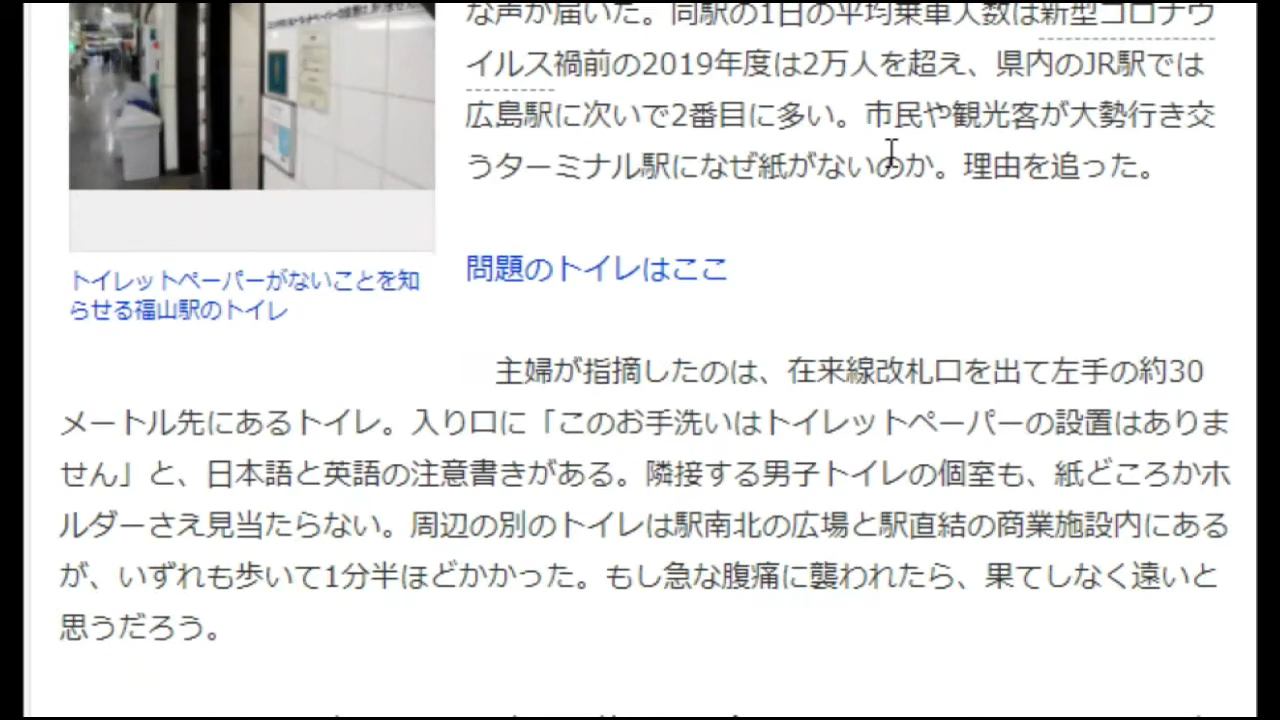 な声が届いた。同駅の1日の平均乗車人数は新型コロナウ
イルス禍前の2019年度は2万人を超え、県内のJR駅では
広島駅に次いで2番目に多い。市民や観光客が大勢行き交
うターミナル駅になぜ紙がないのか。理由を追った。
問題のトイレはここ
トイレットペーパーがないことを知
らせる福山駅のトイレ
主婦が指摘したのは、在来線改札口を出て左手の約30
メートル先にあるトイレ。入り口に「このお手洗いはトイレットペーパーの設置はありま
せん」と、日本語と英語の注意書きがある。隣接する男子トイレの個室も、紙どころかホ
ルダーさえ見当たらない。周辺の別のトイレは駅南北の広場と駅直結の商業施設内にある
が、いずれも歩いて1分半ほどかかった。もし急な腹痛に襲われたら、果てしなく遠いと
思うだろう。